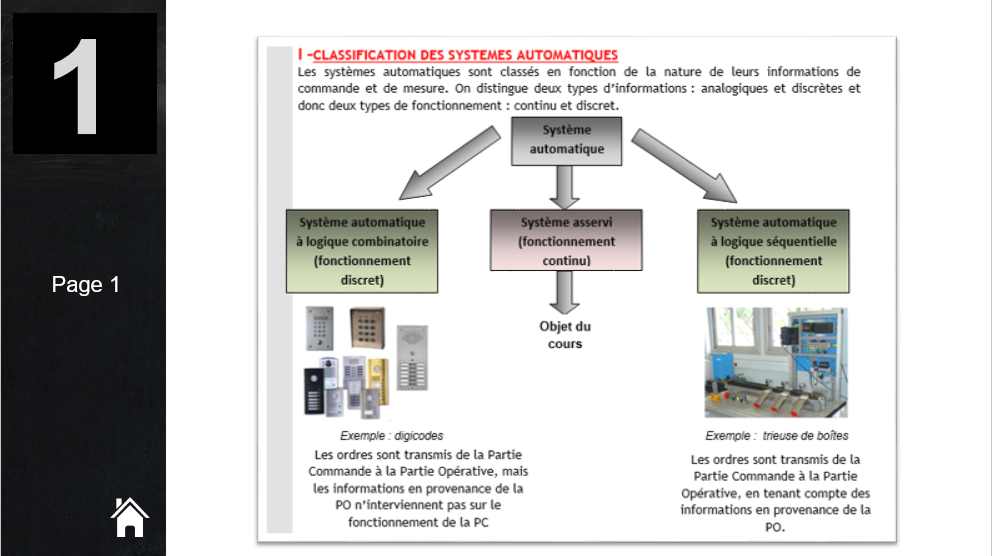 1
Page 1
I -CLASSIFICATION DES SYSTEMES AUTOMATIQUES
Les systèmes automatiques sont classés en fonction de la nature de leurs informations de
commande et de mesure. On distingue deux types d'informations : analogiques et discrètes et
donc deux types de fonctionnement : continu et discret.
Système
automatique
Système automatique
à logique combinatoire
(fonctionnement
discret)
Système asservi
(fonctionnement
continu)
Système automatique
à logique séquentielle
(fonctionnement
discret)
Objet du
cours
Exemple : digicodes
Les ordres sont transmis de la Partie
Commande à la Partie Opérative, mais
les informations en provenance de la
PO n'interviennent pas sur le
fonctionnement de la PC
Exemple : trieuse de boîtes
Les ordres sont transmis de la
Partie Commande à la Partie
Opérative, en tenant compte des
informations en provenance de la
PO.